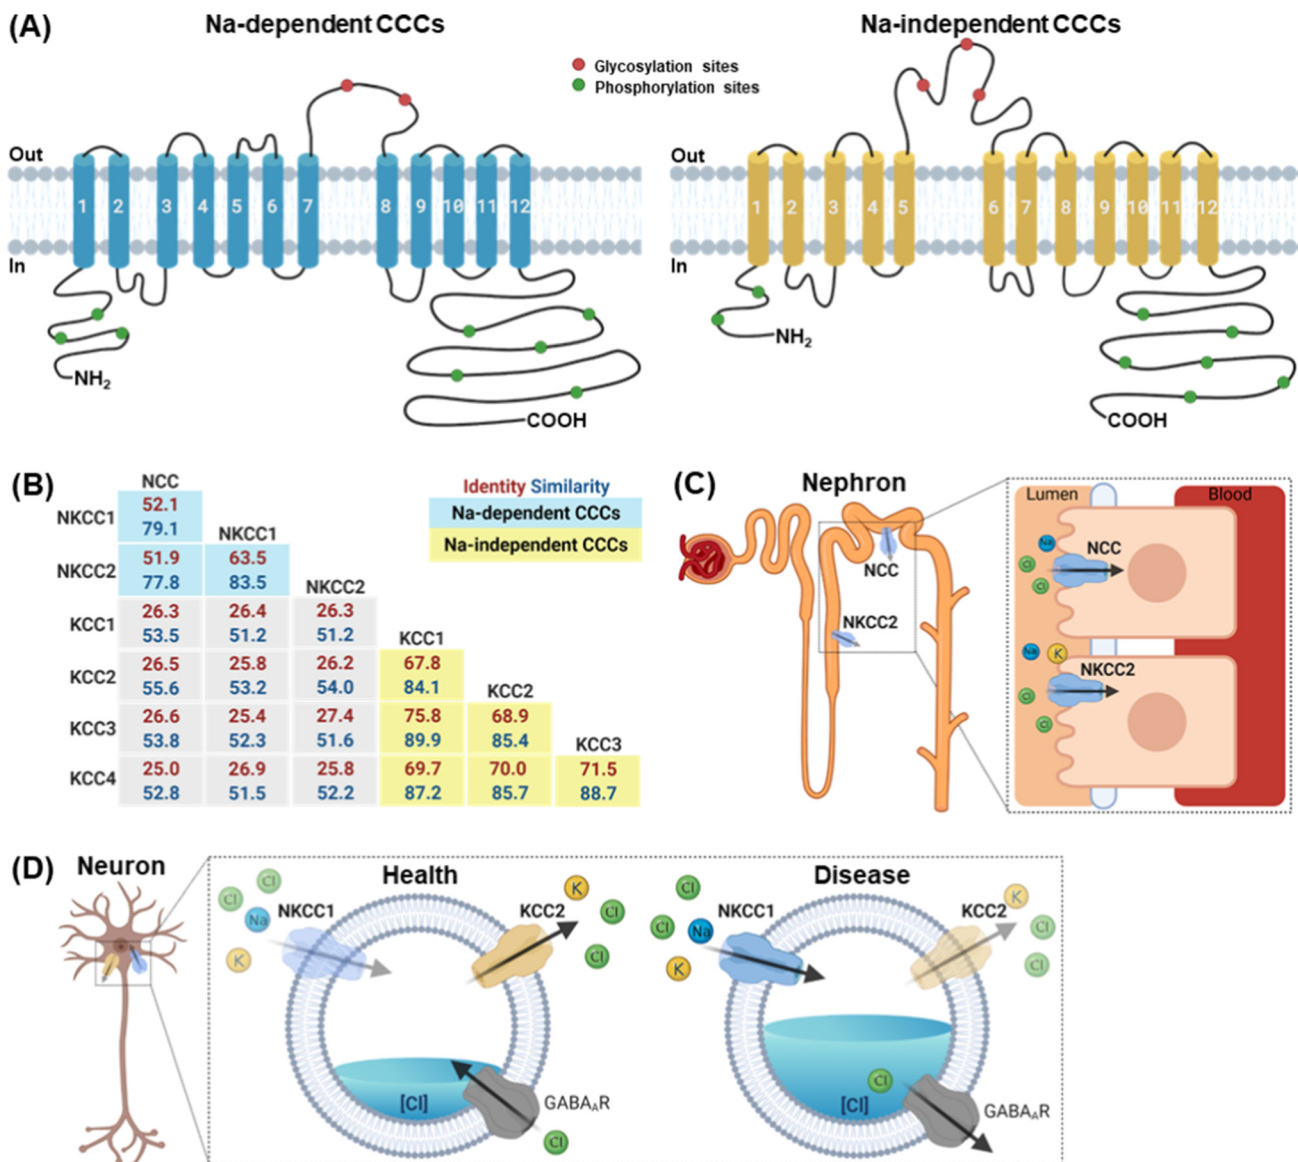 (A)
Na-dependent CCCs
Na-independent CCCs
Glycosylation sites
Phosphorylation sites
Out
1 2 3 4 5 6 7 8 9 10 11 12
In
NH2
COOH
Out
1 2 3 4 5 6 7 8 9 10 11 12
In
NH2
COOH
(B)
Identity Similarity
Na-dependent CCCs
Na-independent CCCs
NCC
NKCC1 52.1
79.1
NKCC1
NKCC2 51.9 63.5
77.8 83.5
NKCC2
KCC1 26.3 26.4 26.3
53.5 51.2 51.2
KCC1
KCC2 26.5 25.8 26.2 67.8
55.6 53.2 54.0 84.1
KCC2
KCC3 26.6 25.4 27.4 75.8 68.9
53.8 52.3 51.6 89.9 85.4
KCC3
KCC4 25.0 26.9 25.8 69.7 70.0 71.5
52.8 51.5 52.2 87.2 85.7 88.7
(C)
Nephron
NCC
NKCC2
Lumen
Blood
Na
Cl
Cl
NCC
Na
K
Cl
Cl
NKCC2
(D)
Neuron
Health
Cl
Cl
Na
K
NKCC1
KCC2
K
Cl
Cl
[Cl]
GABAAR
Cl
Disease
Cl
Cl
Na
K
NKCC1
KCC2
K
Cl
Cl
Cl
[Cl]
GABAAR